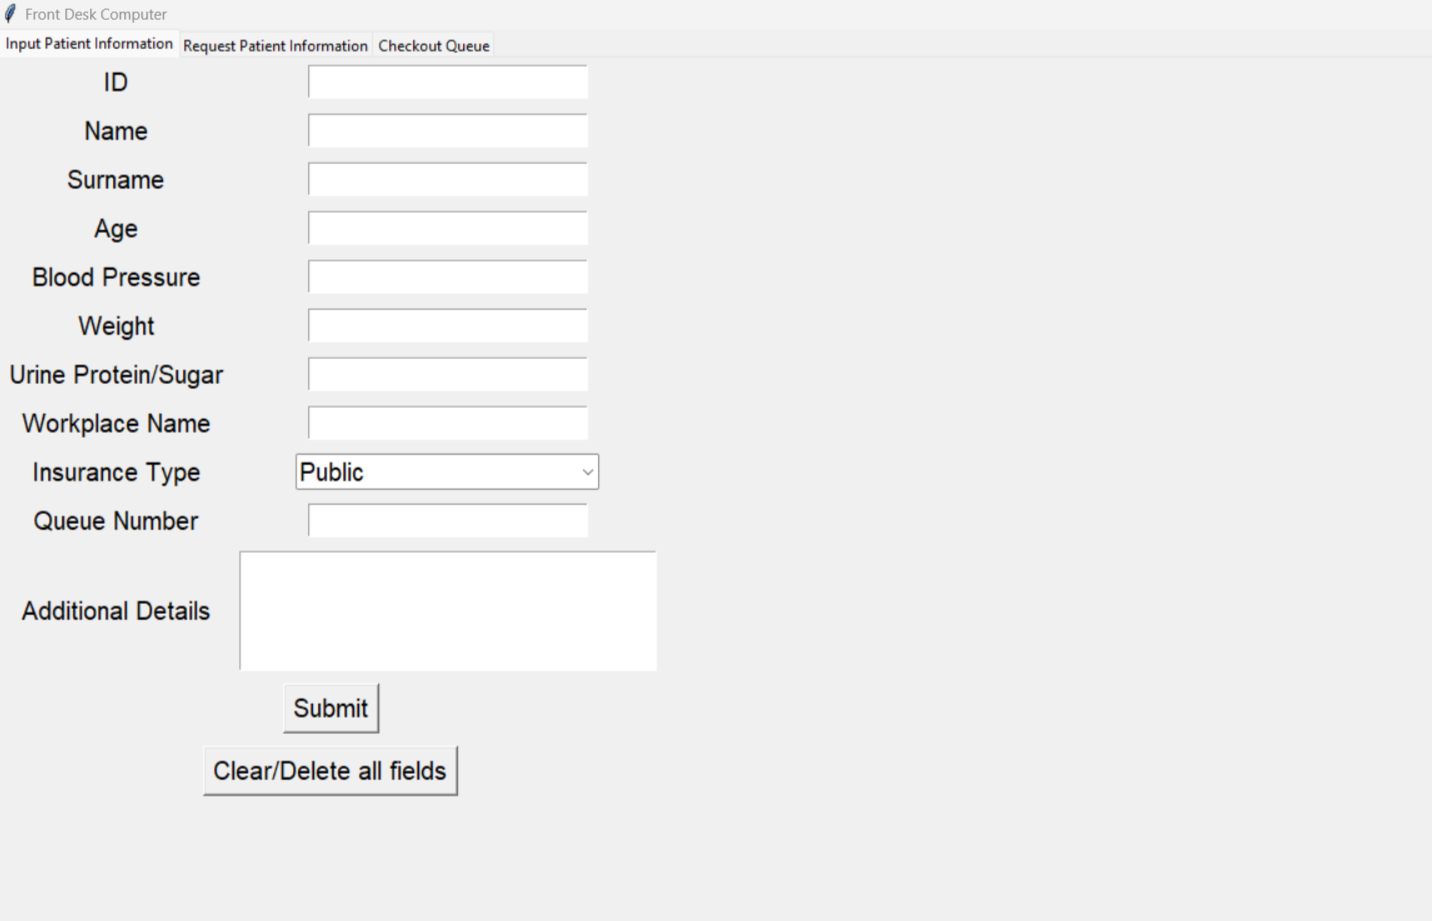 Front Desk Computer
Input Patient Information Request Patient Information Checkout Queue
ID
Name
Surname
Age
Blood Pressure
Weight
Urine Protein/Sugar
Workplace Name
Insurance Type Public
Queue Number
Additional Details
Submit
Clear/Delete all fields